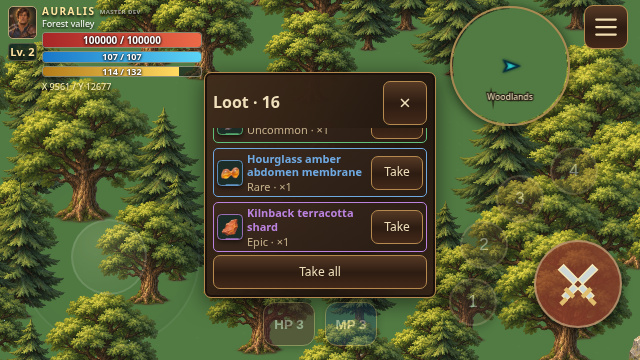 AURALIS MASTER DEV
Forest valley
Lv. 2
100000 / 100000
107 / 107
114 / 132
Loot · 16
×
Uncommon · ×1
Hourglass amber
abdomen membrane
Rare · ×1
Take
Kilnback terracotta
shard
Epic · ×1
Take
Take all
Woodlands
4
3
2
1
HP 3
MP 3